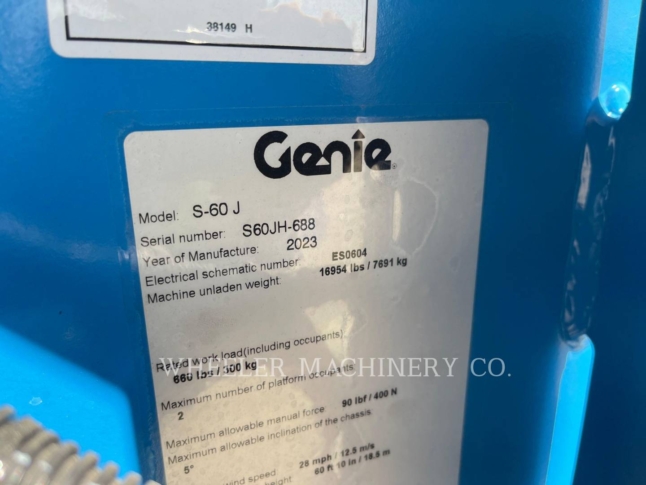 38149 H
Genie
Model: S-60 J
Serial number: S60JH-688
Year of Manufacture: 2023
Electrical schematic number: ES0604
Machine unladen weight: 16954 lbs / 7691 kg
Rated work load(including occupants):
660 lbs / 300 kg
WHEELER MACHINERY CO.
Maximum number of platform occupants:
2
Maximum allowable manual force 90 lbf / 400 N
Maximum allowable inclination of the chassis:
5°
speed 28 mph / 12.5 m/s
60 ft 10 in / 18.5 m